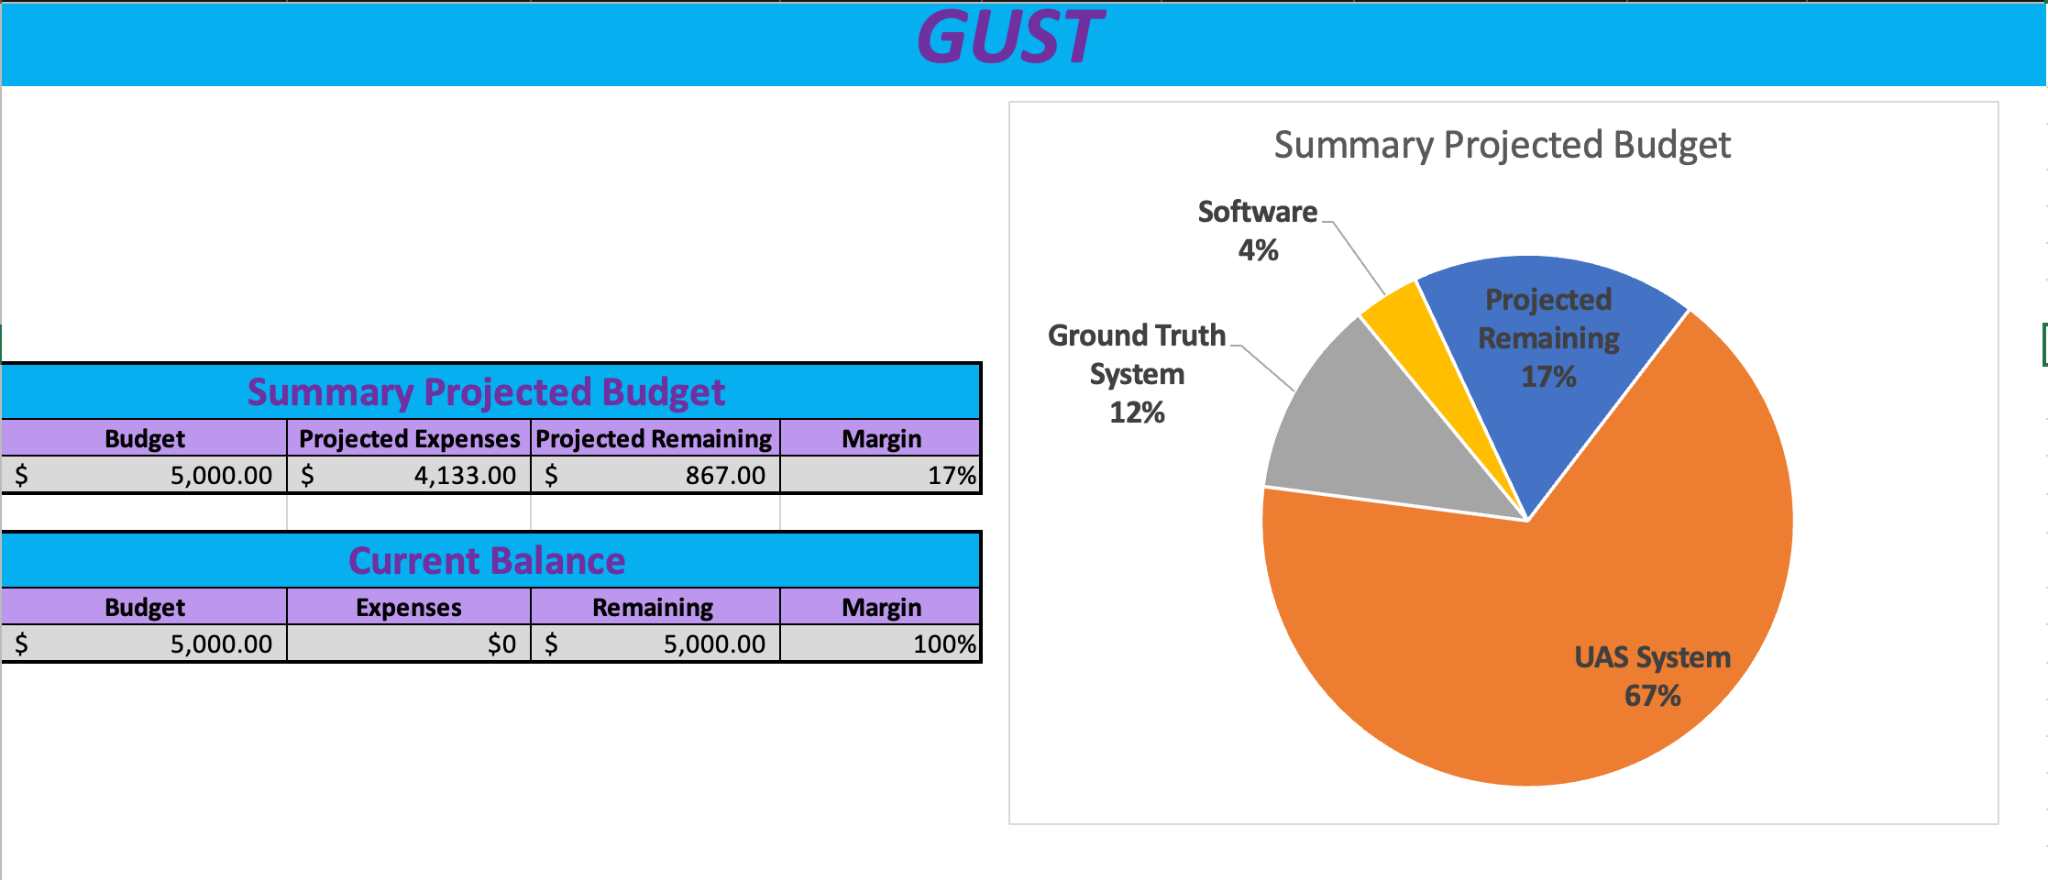 GUST
Summary Projected Budget
Budget Projected Expenses Projected Remaining Margin
$ 5,000.00 $ 4,133.00 $ 867.00 17%
Current Balance
Budget Expenses Remaining Margin
$ 5,000.00 $0 $ 5,000.00 100%
Summary Projected Budget
Software
4%
Ground Truth
System
12%
Projected
Remaining
17%
UAS System
67%